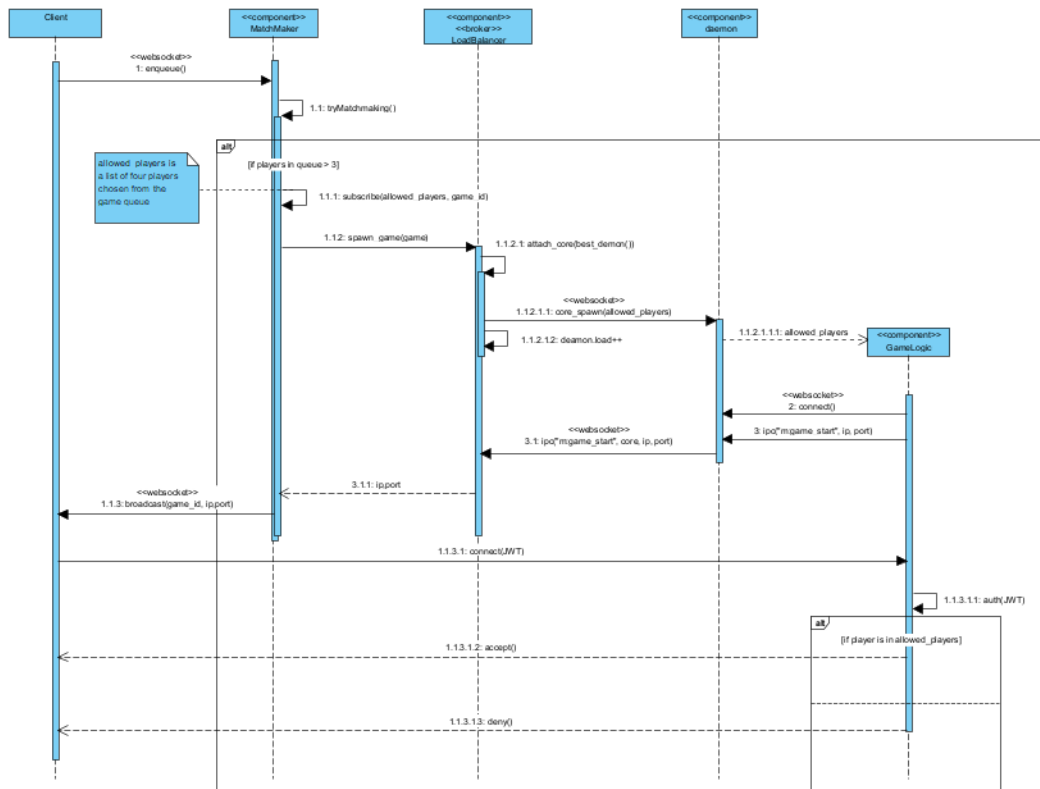 Client
<<component>>
MatchMaker
<<component>>
<<broker>>
LoadBalancer
<<component>>
daemon
<<websocket>>
1: enqueue()
1.1: tryMatchmaking()
alt
[if players in queue > 3]
allowed_players is
a list of four players
chosen from the
game queue
1.1.1: subscribe(allowed_players, game_id)
1.1.2: spawn_game(game)
1.1.2.1: attach_core(best_demon())
<<websocket>>
1.1.2.1.1: core_spawn(allowed_players)
1.1.2.1.1.1: allowed_players
<<component>>
GameLogic
1.1.2.1.2: deamon.load++
<<websocket>>
2: connect()
3: ipc("m:game_start", ip, port)
<<websocket>>
3.1: ipc("m:game_start", core, ip, port)
3.1.1: ip,port
<<websocket>>
1.1.3: broadcast(game_id, ip,port)
1.1.3.1: connect(JWT)
1.1.3.1.1: auth(JWT)
alt
[if player is in allowed_players]
1.1.3.1.2: accept()
1.1.3.1.3: deny()